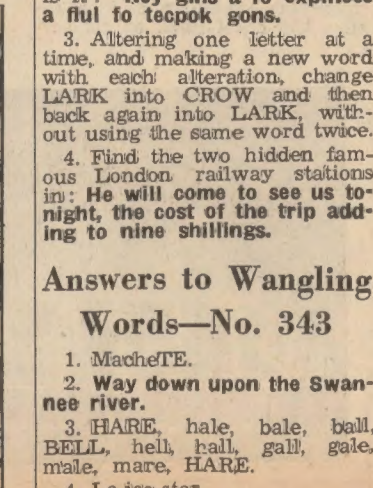 a fiul fo tecpok gons.
3. Altering one letter at a
time, and making a new word
with each alteration, change
LARK into CROW and then
back again into LARK, with-
out using the same word twice.
4. Find the two hidden fam-
ous London railway stations
in: He will come to see us to-
night, the cost of the trip add-
ing to nine shillings.
Answers to Wangling
Words—No. 343
1. MacheTE.
2. Way down upon the Swan-
nee river.
3. HARE, hale, bale, ball,
BELL, hell, hall, gall, gale,
male, mare, HARE.